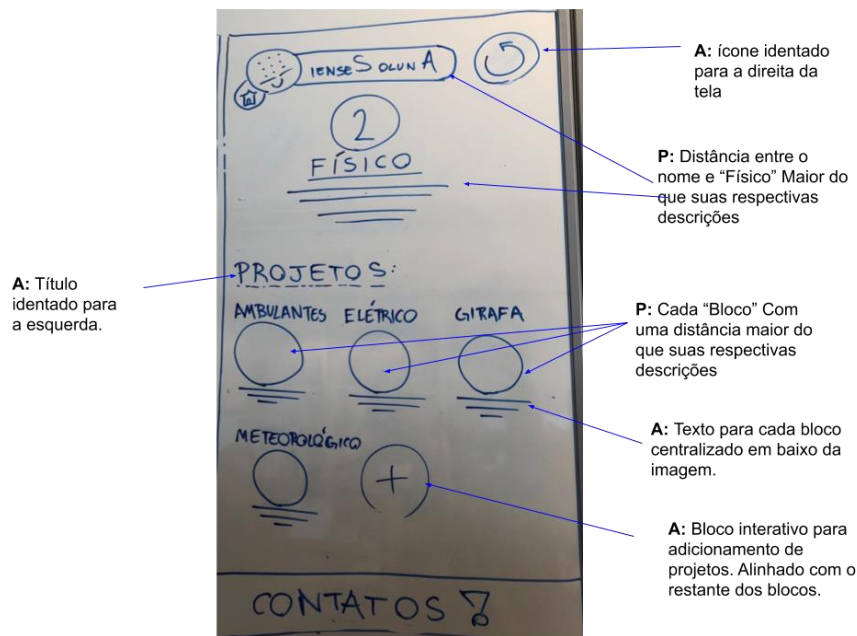 IENSE SOLUNA
2
FÍSICO
PROJETOS:
AMBULANTES ELÉTRICO GIRAFA
METEOROLÓGICO
+
CONTATOS
A: Título
identado para
a esquerda.
A: ícone identado
para a direita da
tela
P: Distância entre o
nome e “Físico” Maior do
que suas respectivas
descrições
P: Cada “Bloco” Com
uma distância maior do
que suas respectivas
descrições
A: Texto para cada bloco
centralizado em baixo da
imagem.
A: Bloco interativo para
adicionamento de
projetos. Alinhado com o
restante dos blocos.